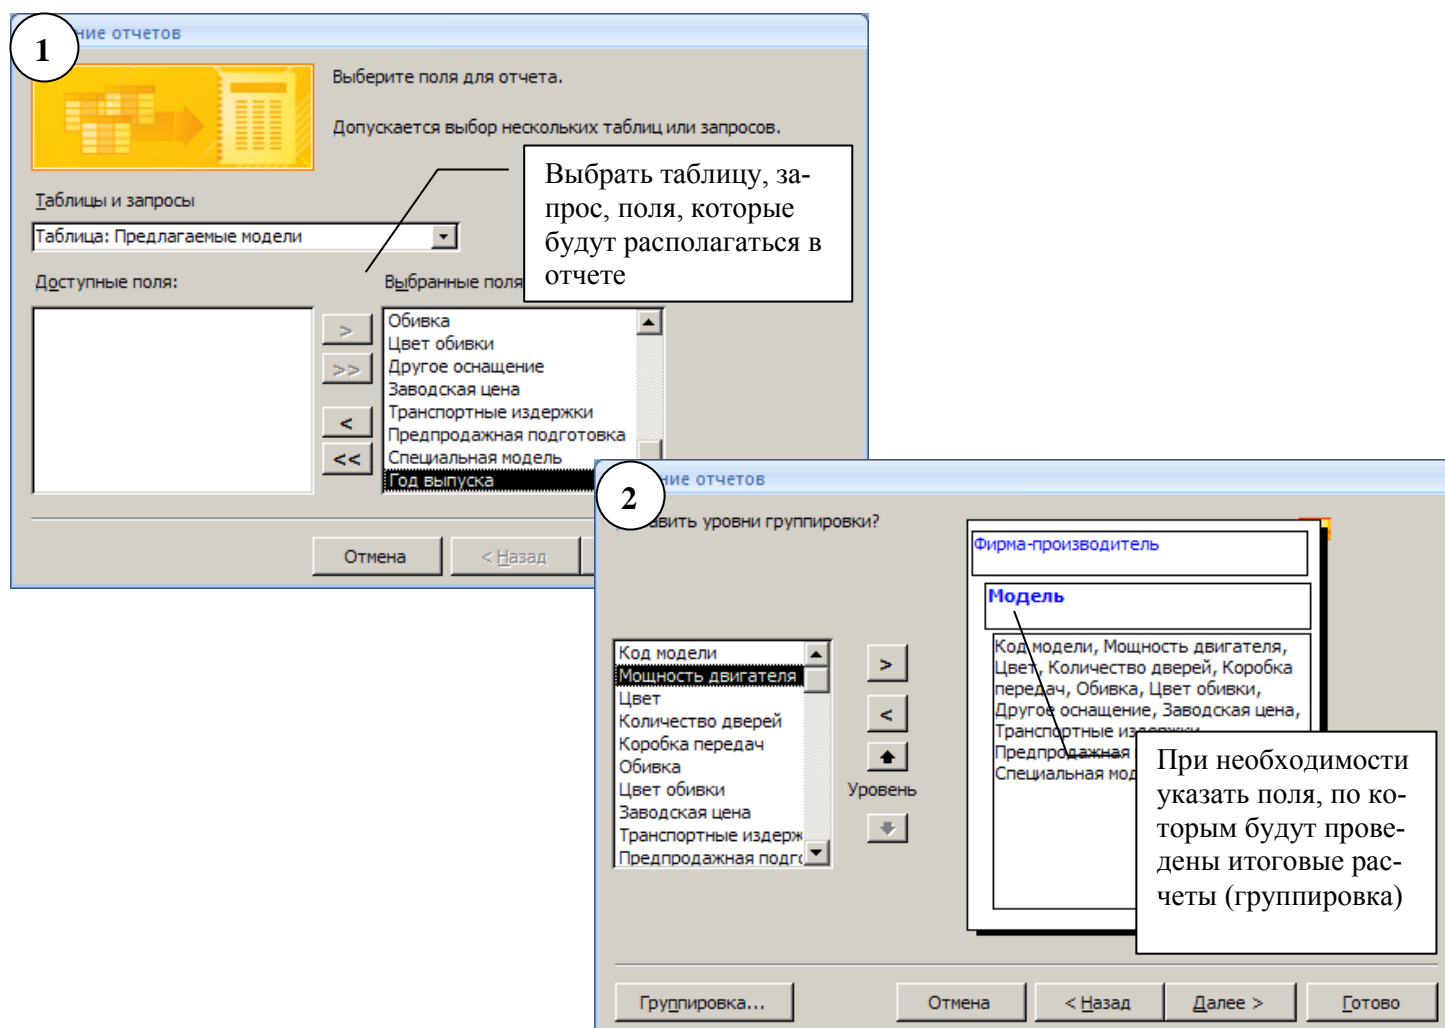 1
ние отчетов
Выберите поля для отчета.
Допускается выбор нескольких таблиц или запросов.
Выбрать таблицу, за-
прос, поля, которые
будут располагаться в
отчете
Таблицы и запросы
Таблица: Предлагаемые модели
Доступные поля:
Выбранные поля
Обивка
Цвет обивки
Другое оснащение
Заводская цена
Транспортные издержки
Предпродажная подготовка
Специальная модель
Год выпуска
>
>>
<
<<
Отмена
< Назад
2
ние отчетов
авить уровни группировки?
Код модели
Мощность двигателя
Цвет
Количество дверей
Коробка передач
Обивка
Цвет обивки
Заводская цена
Транспортные издерж
Предпродажная подго
>
<
Уровень
Фирма-производитель
Модель
Код модели, Мощность двигателя,
Цвет, Количество дверей, Коробка
передач, Обивка, Цвет обивки,
Другое оснащение, Заводская цена,
Транспортные издержки,
Предпродажная
Специальная мод
При необходимости
указать поля, по ко-
торым будут прове-
дены итоговые рас-
четы (группировка)
Группировка...
Отмена
< Назад
Далее >
Готово